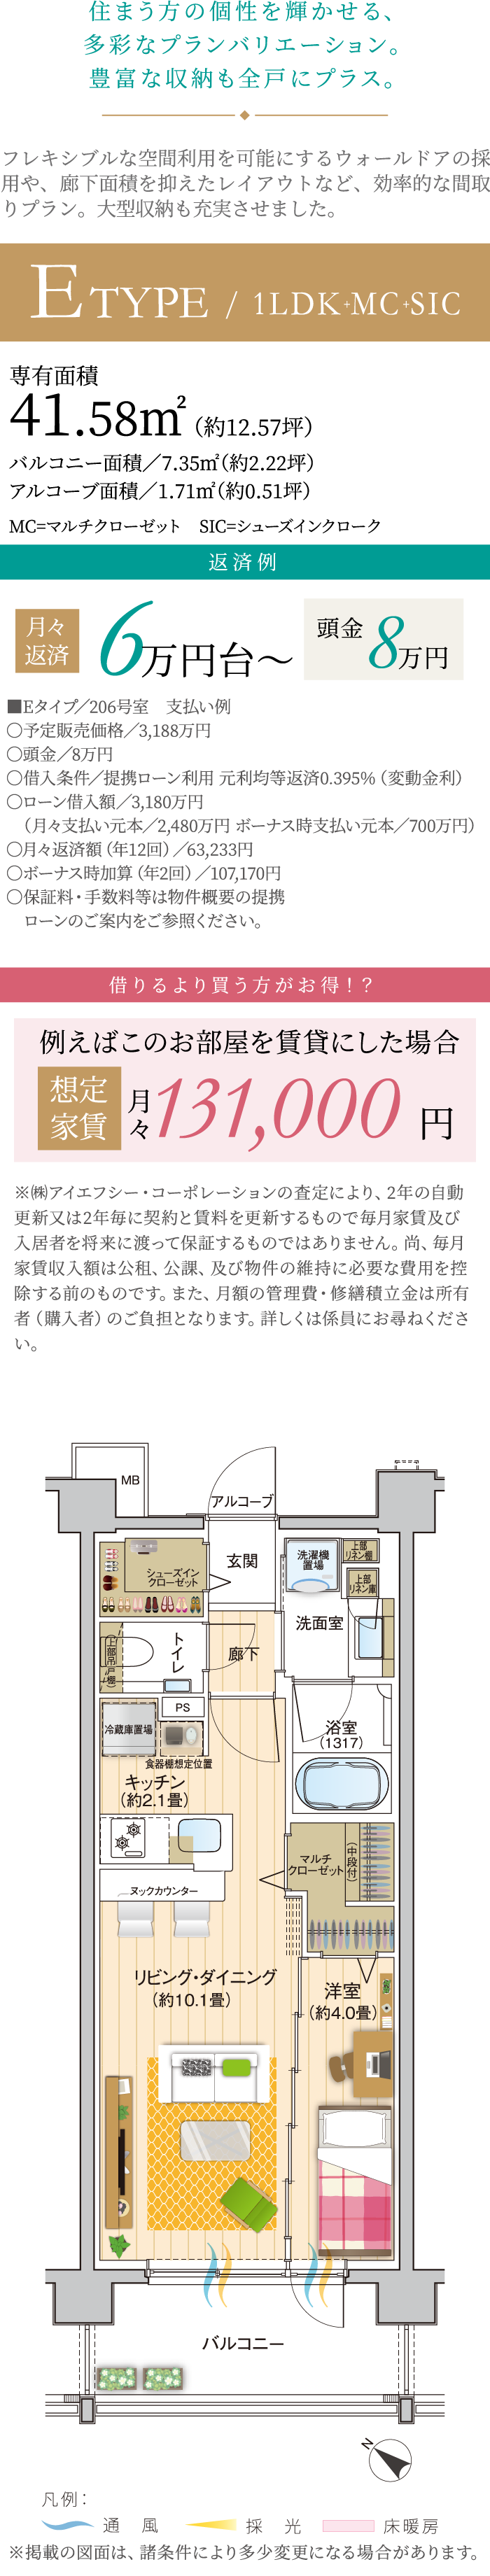 住まう方の個性を輝かせる、
多彩なプランバリエーション。
豊富な収納も全戸にプラス。
フレキシブルな空間利用を可能にするウォールドアの採
用や、廊下面積を抑えたレイアウトなど、効率的な間取
りプラン。大型収納も充実させました。
E TYPE / 1LDK+MC+SIC
専有面積
41.58㎡（約12.57坪）
バルコニー面積／7.35㎡（約2.22坪）
アルコーブ面積／1.71㎡（約0.51坪）
MC=マルチクローゼット　SIC=シューズインクローク
返済例
月々
返済
6万円台～
頭金 8万円
■Eタイプ／206号室　支払い例
○予定販売価格／3,188万円
○頭金／8万円
○借入条件／提携ローン利用 元利均等返済0.395%（変動金利）
○ローン借入額／3,180万円
（月々支払い元本／2,480万円 ボーナス時支払い元本／700万円）
○月々返済額（年12回）／63,233円
○ボーナス時加算（年2回）／107,170円
○保証料・手数料等は物件概要の提携
ローンのご案内をご参照ください。
借りるより買う方がお得！？
例えばこのお部屋を賃貸にした場合
想定
家賃
月々131,000円
※㈱アイエフシー・コーポレーションの査定により、2年の自動
更新又は2年毎に契約と賃料を更新するもので毎月家賃及び
入居者を将来に渡って保証するものではありません。尚、毎月
家賃収入額は公租、公課、及び物件の維持に必要な費用を控
除する前のものです。また、月額の管理費・修繕積立金は所有
者（購入者）のご負担となります。詳しくは係員にお尋ねくださ
い。
MB
アルコーブ
玄関
シューズイン
クローゼット
洗濯機
置場
上部
リネン棚
上部
リネン庫
洗面室
トイレ
（上部吊戸棚）
廊下
PS
冷蔵庫置場
食器棚想定位置
浴室
（1317）
キッチン
（約2.1畳）
マルチ
クローゼット
（中段付）
ヌックカウンター
リビング・ダイニング
（約10.1畳）
洋室
（約4.0畳）
バルコニー
N
凡例：
通　風
採　光
床暖房
※掲載の図面は、諸条件により多少変更になる場合があります。